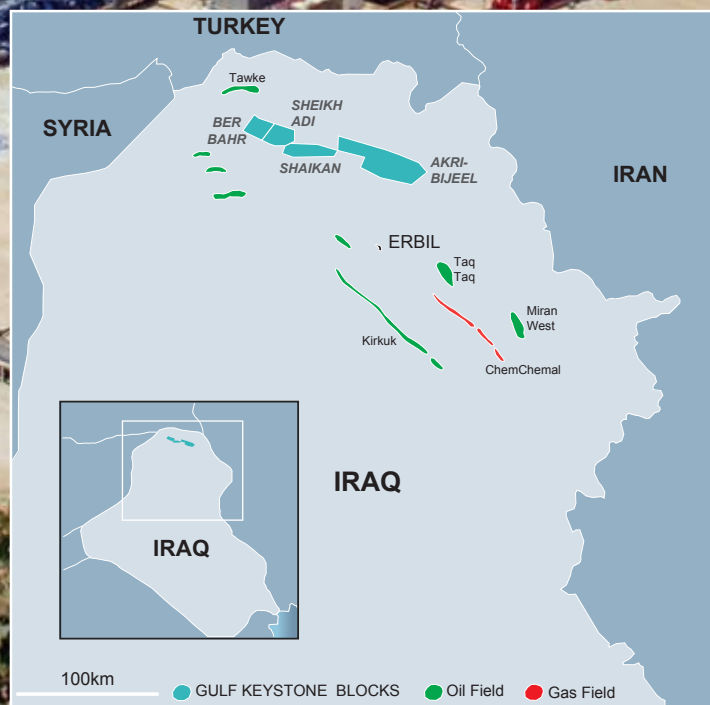 TURKEY
Tawke
SHEIKH
ADI
BER
BAHR
SYRIA
SHAIKAN
AKRI-
BIJEEL
IRAN
ERBIL
Taq
Taq
Miran
West
Kirkuk
ChemChemal
IRAQ
IRAQ
100km
GULF KEYSTONE BLOCKS
Oil Field
Gas Field